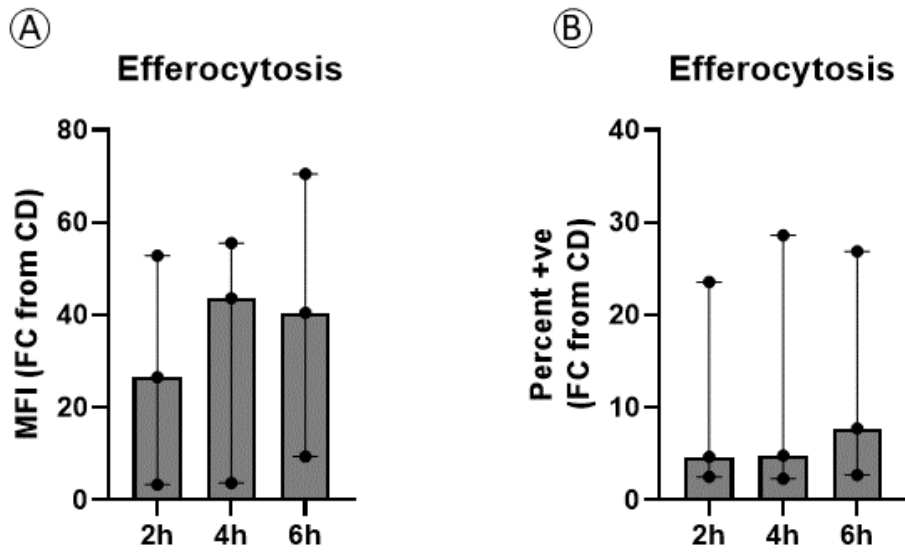 A
Efferocytosis
MFI (FC from CD)
80
60
40
20
0
2h 4h 6h
B
Efferocytosis
Percent +ve
(FC from CD)
40
30
20
10
0
2h 4h 6h